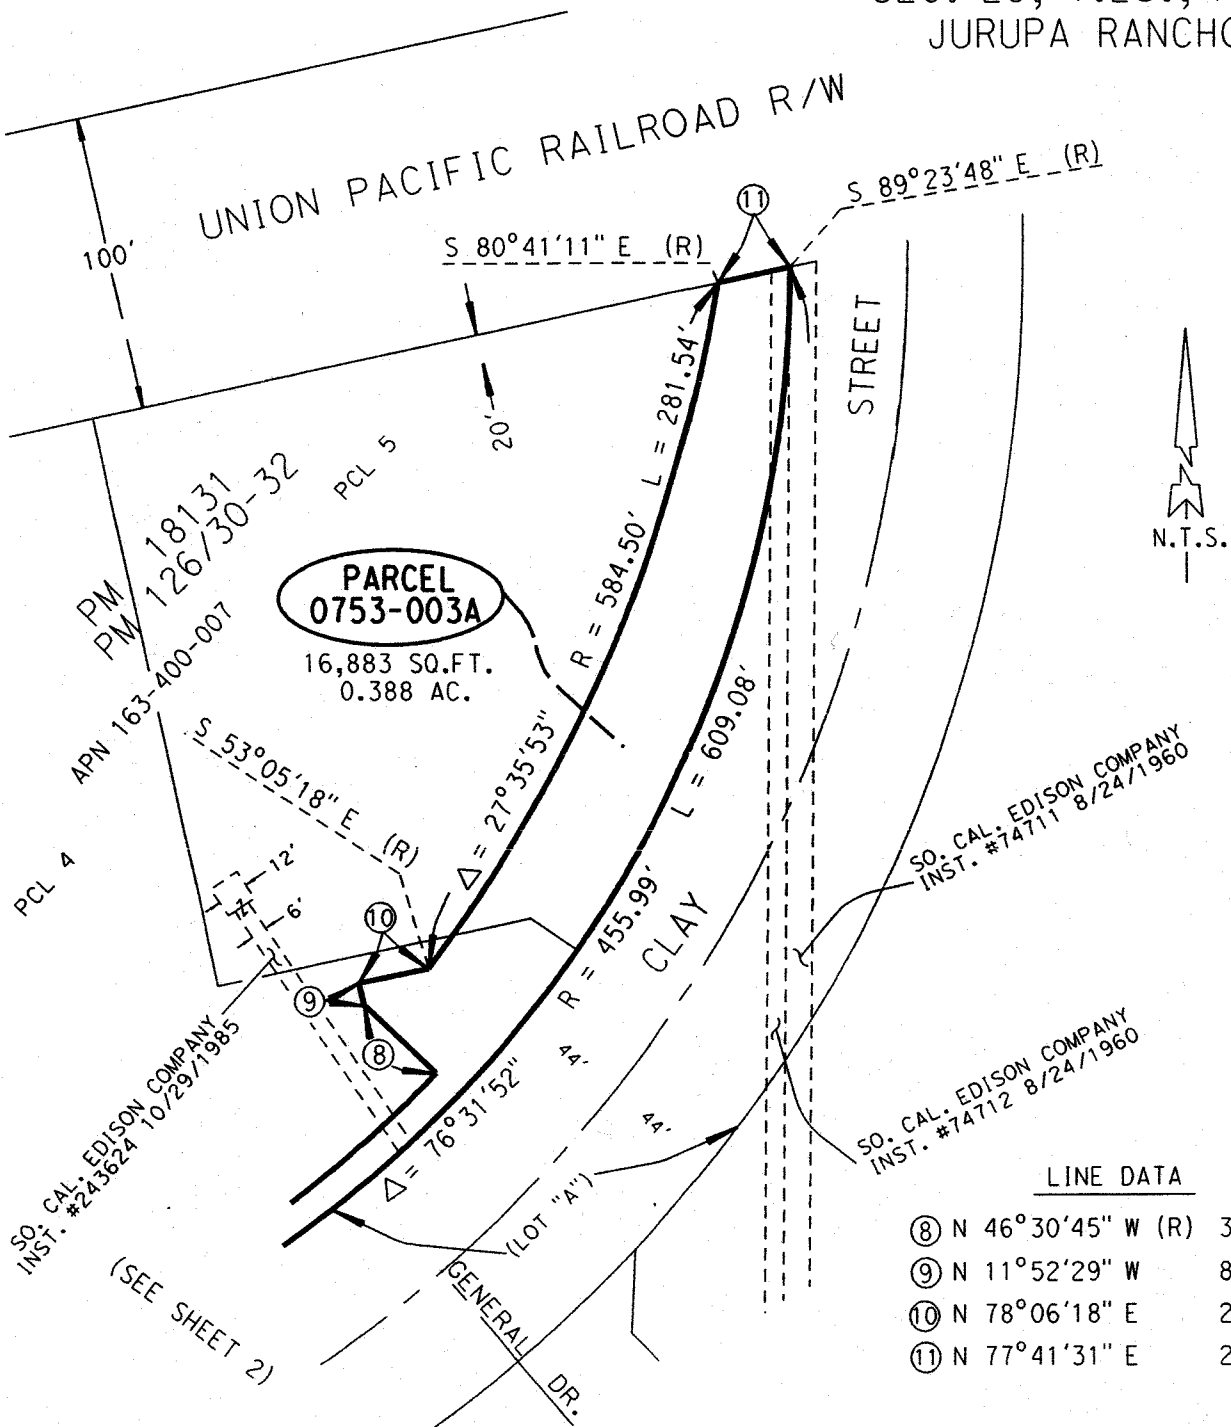 JURUPA RANCHO
UNION PACIFIC RAILROAD R/W
100'
S 80°41'11" E (R)
11
S 89°23'48" E (R)
20'
STREET
N.T.S.
PM 18131
PM 126/30-32
PCL 5
APN 163-400-007
PARCEL
0753-003A
16,883 SQ.FT.
0.388 AC.
Δ = 27°35'53" R = 584.50' L = 281.54'
S 53°05'18" E (R)
PCL 4
12'
6'
10
9
8
Δ = 76°31'52" R = 455.99' L = 609.08'
CLAY
44'
44'
SO. CAL. EDISON COMPANY
INST. #74711 8/24/1960
SO. CAL. EDISON COMPANY
INST. #74712 8/24/1960
SO. CAL. EDISON COMPANY
INST. #243624 10/29/1985
(SEE SHEET 2)
(LOT "A")
GENERAL DR.
LINE DATA
8 N 46°30'45" W (R) 3
9 N 11°52'29" W 8
10 N 78°06'18" E 2
11 N 77°41'31" E 2